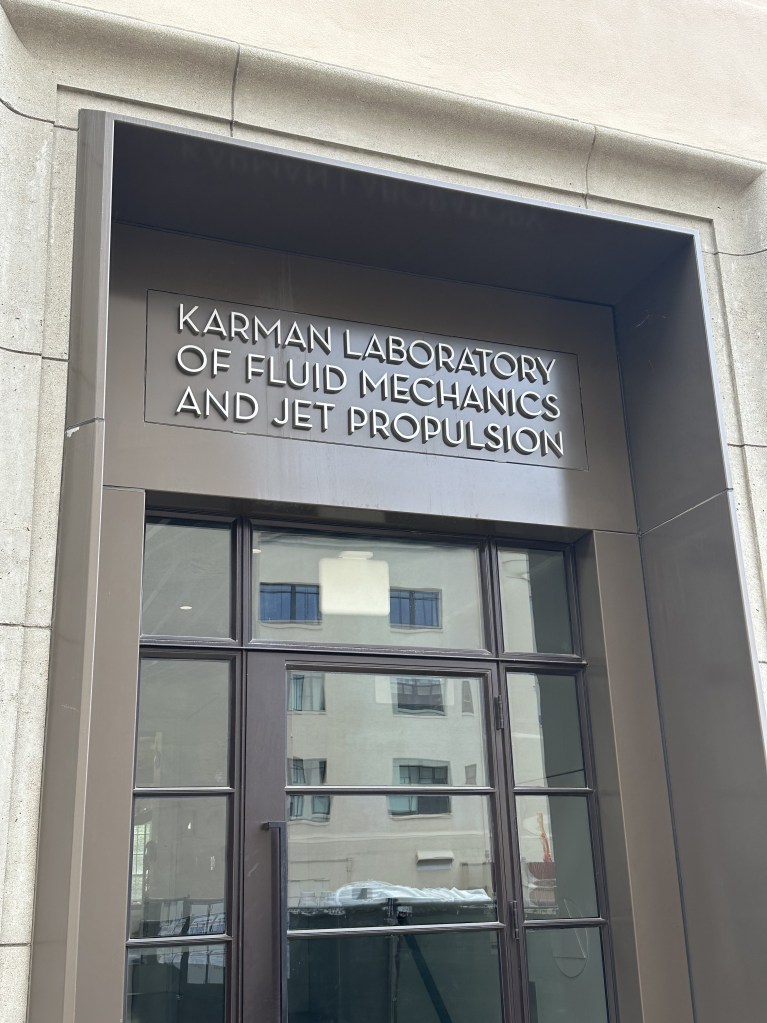 KARMAN LABORATORY
OF FLUID MECHANICS
AND JET PROPULSION